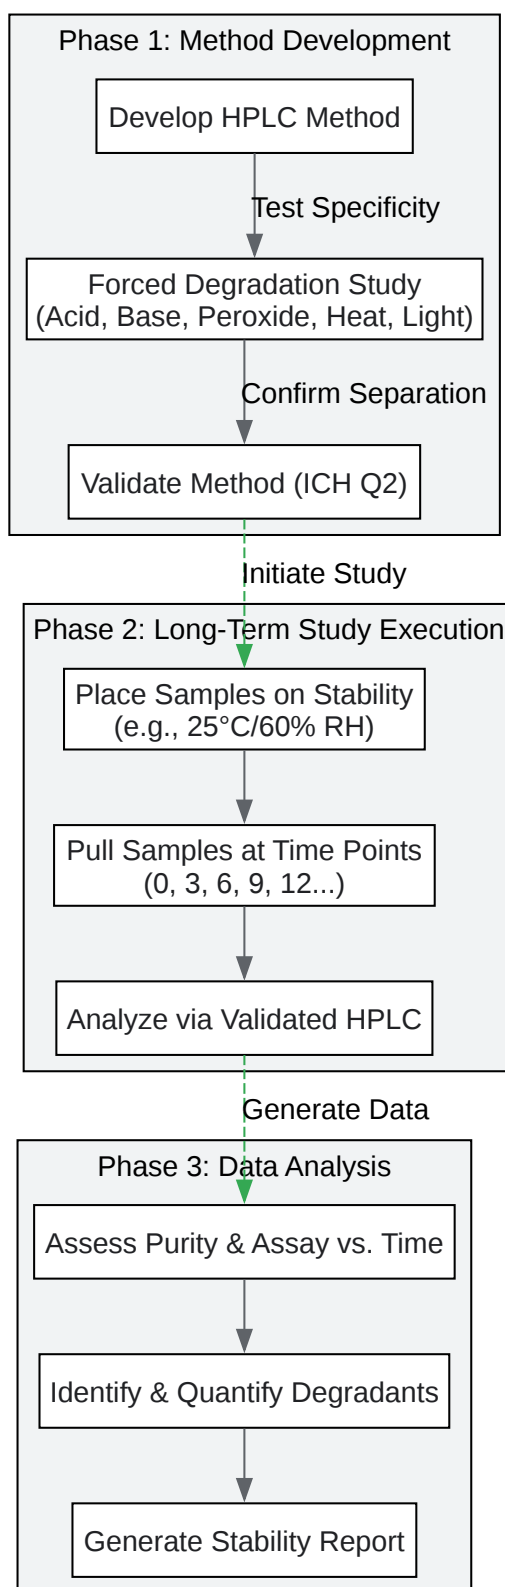 Phase 1: Method Development
Develop HPLC Method
Test Specificity
Forced Degradation Study
(Acid, Base, Peroxide, Heat, Light)
Confirm Separation
Validate Method (ICH Q2)
Initiate Study
Phase 2: Long-Term Study Execution
Place Samples on Stability
(e.g., 25°C/60% RH)
Pull Samples at Time Points
(0, 3, 6, 9, 12...)
Analyze via Validated HPLC
Generate Data
Phase 3: Data Analysis
Assess Purity & Assay vs. Time
Identify & Quantify Degradants
Generate Stability Report